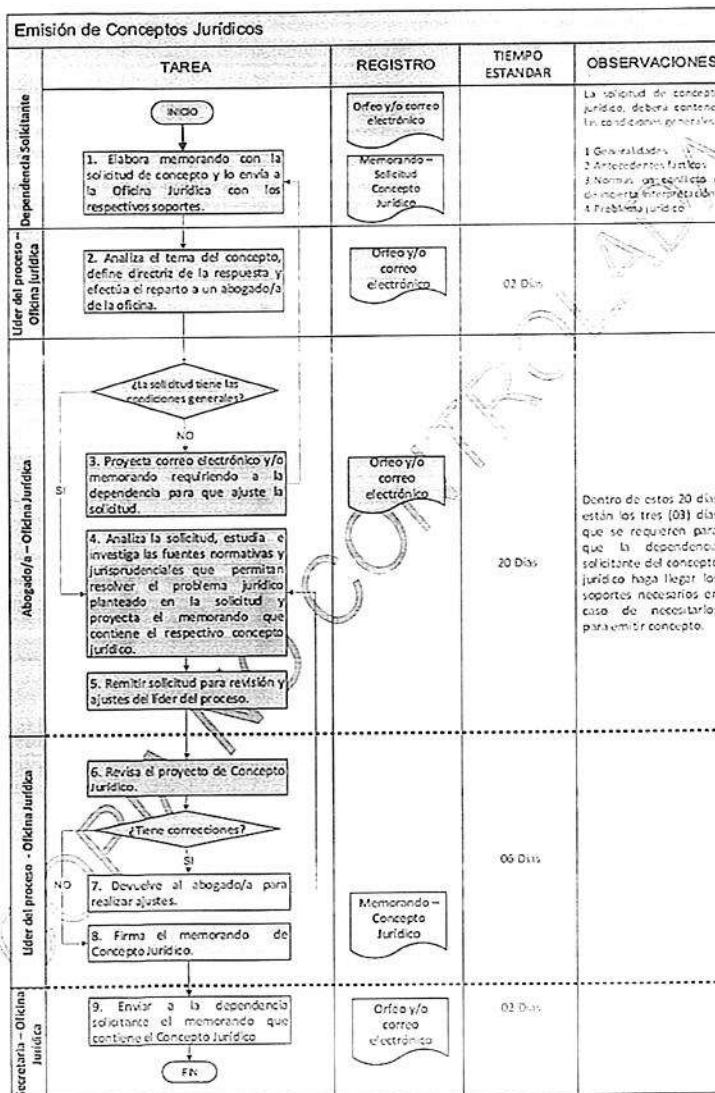 Emisión de Conceptos Jurídicos
TAREA
REGISTRO
TIEMPO
ESTANDAR
OBSERVACIONES
Dependencia Solicitante
INICIO
1. Elabora memorando con la
solicitud de concepto y lo envía a
la Oficina Jurídica con los
respectivos soportes.
Orfeo y/o correo
electrónico
Memorando –
Solicitud
Concepto
Jurídico
La solicitud de concepto
jurídico, deberá contener
las condiciones generales
1 Generalidades
2 Antecedentes fácticos
3 Normas en conflicto
de incierta interpretación
4 Problema jurídico
Líder del proceso –
Oficina Jurídica
2. Analiza el tema del concepto,
define directriz de la respuesta y
efectúa el reparto a un abogado/a
de la oficina.
Orfeo y/o
correo
electrónico
02 Días
Abogado/a – Oficina Jurídica
¿La solicitud tiene las
condiciones generales?
NO
SI
3. Proyecta correo electrónico y/o
memorando requiriendo a la
dependencia para que ajuste la
solicitud.
Orfeo y/o
correo
electrónico
4. Analiza la solicitud, estudia e
investiga las fuentes normativas y
jurisprudenciales que permitan
resolver el problema jurídico
planteado en la solicitud y
proyecta el memorando que
contiene el respectivo concepto
jurídico.
5. Remitir solicitud para revisión y
ajustes del líder del proceso.
20 Días
Dentro de estos 20 días
están los tres (03) días
que se requieren para
que la dependencia
solicitante del concepto
jurídico haga llegar los
soportes necesarios en
caso de necesitarlos
para emitir concepto.
Líder del proceso - Oficina Jurídica
6. Revisa el proyecto de Concepto
Jurídico.
¿Tiene correcciones?
SI
NO
7. Devuelve al abogado/a para
realizar ajustes.
8. Firma el memorando de
Concepto Jurídico.
Memorando –
Concepto
Jurídico
06 Días
Secretaria – Oficina
Jurídica
9. Enviar a la dependencia
solicitante el memorando que
contiene el Concepto Jurídico
FIN
Orfeo y/o
correo
electrónico
02 Días
COPIA NO CONTROLADA